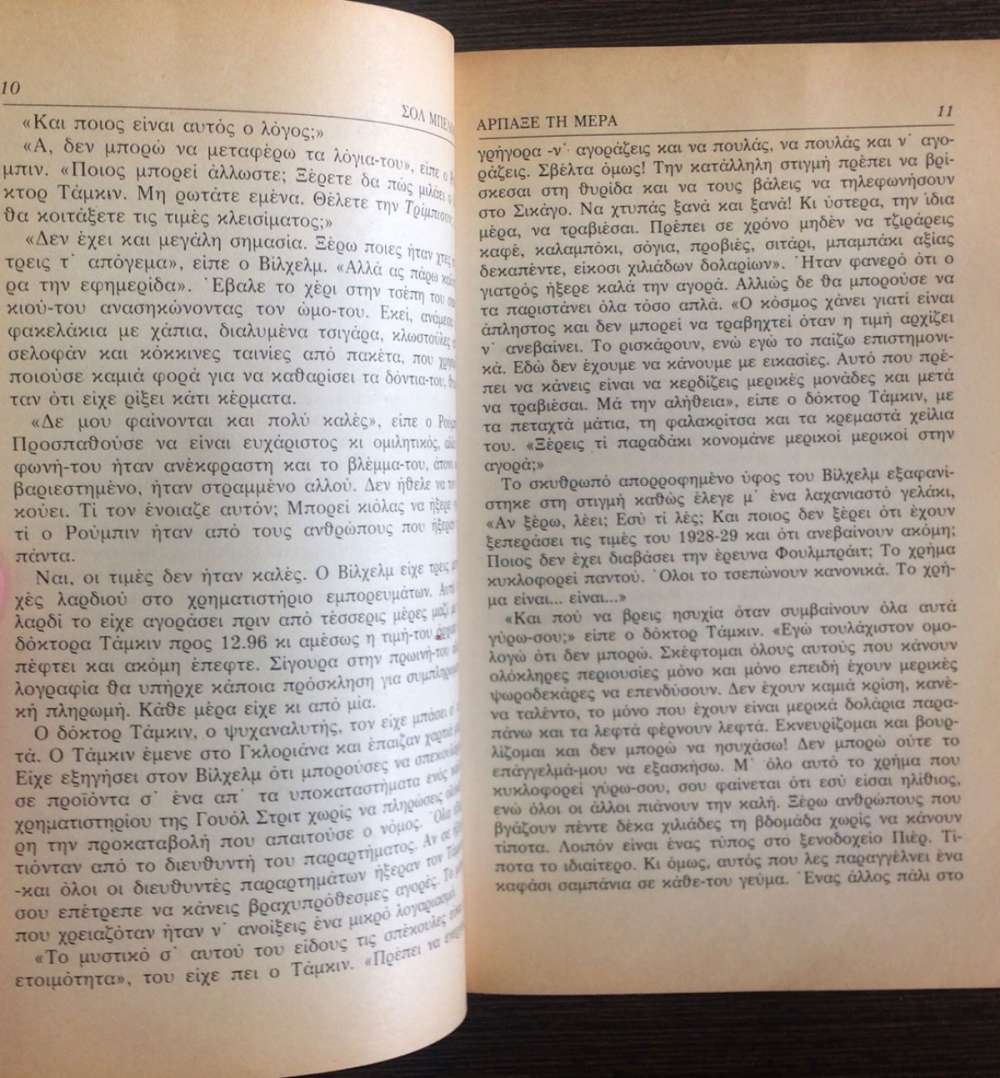 10
ΣΟΛ
«Και ποιος είναι αυτός ο λόγος;»
«Α, δεν μπορώ να μεταφέρω τα λόγια-του», είπε ο
μπιν. «Ποιος μπορεί άλλωστε; Ξέρετε δα πώς μιλάει ο
κτορ Τάμκιν. Μη ρωτάτε εμένα. Θέλετε την
θα κοιτάξετε τις τιμές κλεισίματος;»
«Δεν έχει και μεγάλη σημασία. Ξέρω ποιες ήταν χτες
τρεις τ᾿ απόγεμα», είπε ο Βίλχελμ. «Αλλά ας πάρω
ρα την εφημερίδα». ῾Εβαλε το χέρι στην τσέπη του
κιού-του ανασηκώνοντας τον ώμο-του. Εκεί, ανάμεσα
φακελάκια με χάπια, διαλυμένα τσιγάρα, κλωστούλες
σελοφάν και κόκκινες ταινίες από πακέτα, που
ποιούσε καμιά φορά για να καθαρίσει τα δόντια-του,
ταν ότι είχε ρίξει κάτι κέρματα.
«Δε μου φαίνονται και πολύ καλές», είπε ο
Προσπαθούσε να είναι ευχάριστος κι ομιλητικός,
φωνή-του ήταν ανέκφραστη και το βλέμμα-του,
βαριεστημένο, ήταν στραμμένο αλλού. Δεν ήθελε να
κούει. Τί τον ένοιαζε αυτόν; Μπορεί κιόλας να ήξερε
τί ο Ρούμπιν ήταν από τους ανθρώπους που
πάντα.
Ναι, οι τιμές δεν ήταν καλές. Ο Βίλχελμ είχε τρεις
χές λαρδιού στο χρηματιστήριο εμπορευμάτων.
λαρδί το είχε αγοράσει πριν από τέσσερις μέρες μαζί
δόκτορα Τάμκιν προς 12.96 κι αμέσως η τιμή-του
πέφτει και ακόμη έπεφτε. Σίγουρα στην πρωινή-του
λογραφία θα υπήρχε κάποια πρόσκληση για
κή πληρωμή. Κάθε μέρα είχε κι από μία.
Ο δόκτωρ Τάμκιν, ο ψυχαναλυτής, τον είχε μπάσει σ᾿
τά. Ο Τάμκιν έμενε στο Γκλοριάνα και έπαιζαν χαρτιά
Είχε εξηγήσει στον Βίλχελμ ότι μπορούσες να
σε προϊόντα σ᾿ ένα απ᾿ τα υποκαταστήματα ενός
χρηματιστηρίου της Γουόλ Στριτ χωρίς να πληρώσεις
ρη την προκαταβολή που απαιτούσε ο νόμος.
τιόνταν από το διευθυντή του παραρτήματος. Αν σε
-και όλοι οι διευθυντές παραρτημάτων ήξεραν τον
σου επέτρεπε να κάνεις βραχυπρόθεσμες αγορές. Το
που χρειαζόταν ήταν ν᾿ ανοίξεις ένα μικρό
«Το μυστικό σ᾿ αυτού του είδους τις σπέκουλες
ετοιμότητα», του είχε πει ο Τάμκιν. «Πρέπει να
ΑΡΠΑΞΕ ΤΗ ΜΕΡΑ
11
γρήγορα -ν᾿ αγοράζεις και να πουλάς, να πουλάς και ν᾿ αγο-
ράζεις. Σβέλτα όμως! Την κατάλληλη στιγμή πρέπει να βρί-
σκεσαι στη θυρίδα και να τους βάλεις να τηλεφωνήσουν
στο Σικάγο. Να χτυπάς ξανά και ξανά! Κι ύστερα, την ίδια
μέρα, να τραβιέσαι. Πρέπει σε χρόνο μηδέν να τζιράρεις
καφέ, καλαμπόκι, σόγια, προβιές, σιτάρι, μπαμπάκι αξίας
δεκαπέντε, είκοσι χιλιάδων δολαρίων». ῾Ηταν φανερό ότι ο
γιατρός ήξερε καλά την αγορά. Αλλιώς δε θα μπορούσε να
τα παριστάνει όλα τόσο απλά. «Ο κόσμος χάνει γιατί είναι
άπληστος και δεν μπορεί να τραβηχτεί όταν η τιμή αρχίζει
ν᾿ ανεβαίνει. Το ρισκάρουν, ενώ εγώ το παίζω επιστημονι-
κά. Εδώ δεν έχουμε να κάνουμε με εικασίες. Αυτό που πρέ-
πει να κάνεις είναι να κερδίζεις μερικές μονάδες και μετά
να τραβιέσαι. Μά την αλήθεια», είπε ο δόκτωρ Τάμκιν, με
τα πεταχτά μάτια, τη φαλακρίτσα και τα κρεμαστά χείλια
του. «Ξέρεις τί παραδάκι κονομάνε μερικοί μερικοί στην
αγορά;»
Το σκυθρωπό απορροφημένο ύφος του Βίλχελμ εξαφανί-
στηκε στη στιγμή καθώς έλεγε μ᾿ ένα λαχανιαστό γελάκι,
«Αν ξέρω, λέει; Εσύ τί λές; Και ποιος δεν ξέρει ότι έχουν
ξεπεράσει τις τιμές του 1928-29 και ότι ανεβαίνουν ακόμη;
Ποιος δεν έχει διαβάσει την έρευνα Φουλμπράιτ; Το χρήμα
κυκλοφορεί παντού. ῾Ολοι το τσεπώνουν κανονικά. Το χρή-
μα είναι... είναι...»
«Και πού να βρεις ησυχία όταν συμβαίνουν όλα αυτά
γύρω-σου;» είπε ο δόκτωρ Τάμκιν. «Εγώ τουλάχιστον ομο-
λογώ ότι δεν μπορώ. Σκέφτομαι όλους αυτούς που κάνουν
ολόκληρες περιουσίες μόνο και μόνο επειδή έχουν μερικές
ψωροδεκάρες να επενδύσουν. Δεν έχουν καμιά κρίση, κανέ-
να ταλέντο, το μόνο που έχουν είναι μερικά δολάρια παρα-
πάνω και τα λεφτά φέρνουν λεφτά. Εκνευρίζομαι και βουρ-
λίζομαι και δεν μπορώ να ησυχάσω! Δεν μπορώ ούτε το
επάγγελμά-μου να εξασκήσω. Μ᾿ όλο αυτό το χρήμα που
κυκλοφορεί γύρω-σου, σου φαίνεται ότι εσύ είσαι ηλίθιος,
ενώ όλοι οι άλλοι πιάνουν την καλή. Ξέρω ανθρώπους που
βγάζουν πέντε δέκα χιλιάδες τη βδομάδα χωρίς να κάνουν
τίποτα. Λοιπόν είναι ένας τύπος στο ξενοδοχείο Πιέρ. Τί-
ποτα το ιδιαίτερο. Κι όμως, αυτός που λες παραγγέλνει ένα
καφάσι σαμπάνια σε κάθε-του γεύμα. ῾Ενας άλλος πάλι στο